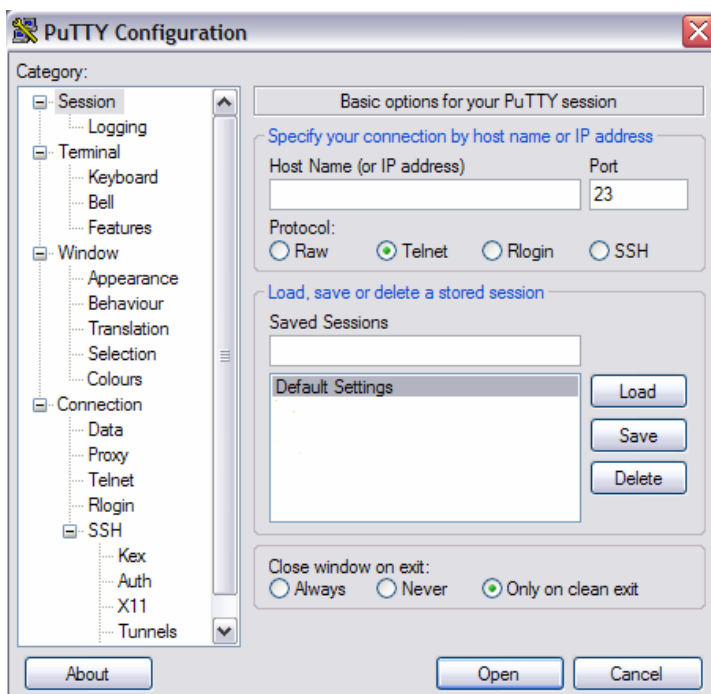 PuTTY Configuration
Category:
Session
Logging
Terminal
Keyboard
Bell
Features
Window
Appearance
Behaviour
Translation
Selection
Colours
Connection
Data
Proxy
Telnet
Rlogin
SSH
Kex
Auth
X11
Tunnels
Basic options for your PuTTY session
Specify your connection by host name or IP address
Host Name (or IP address) Port
23
Protocol:
Raw Telnet Rlogin SSH
Load, save or delete a stored session
Saved Sessions
Default Settings
Load
Save
Delete
Close window on exit:
Always Never Only on clean exit
About Open Cancel